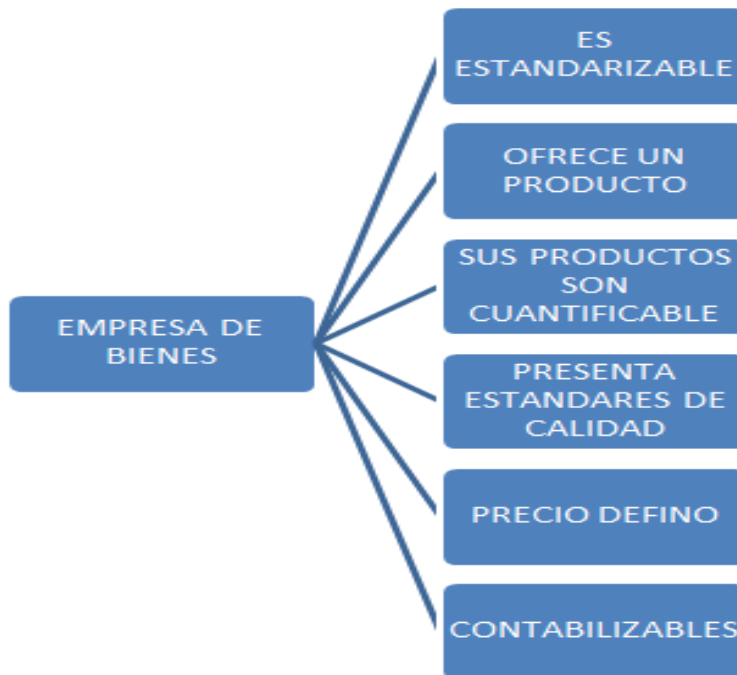 ES
ESTANDARIZABLE
OFRECE UN
PRODUCTO
SUS PRODUCTOS
SON
CUANTIFICABLE
EMPRESA DE
BIENES
PRESENTA
ESTANDARES DE
CALIDAD
PRECIO DEFINO
CONTABILIZABLES